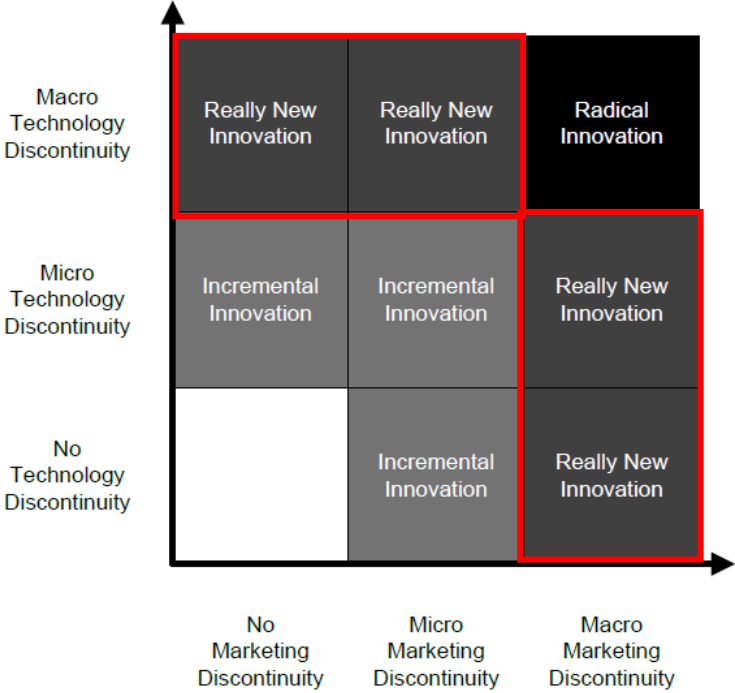 Macro
Technology
Discontinuity
Really New
Innovation
Really New
Innovation
Radical
Innovation
Micro
Technology
Discontinuity
Incremental
Innovation
Incremental
Innovation
Really New
Innovation
No
Technology
Discontinuity
Incremental
Innovation
Really New
Innovation
No
Marketing
Discontinuity
Micro
Marketing
Discontinuity
Macro
Marketing
Discontinuity